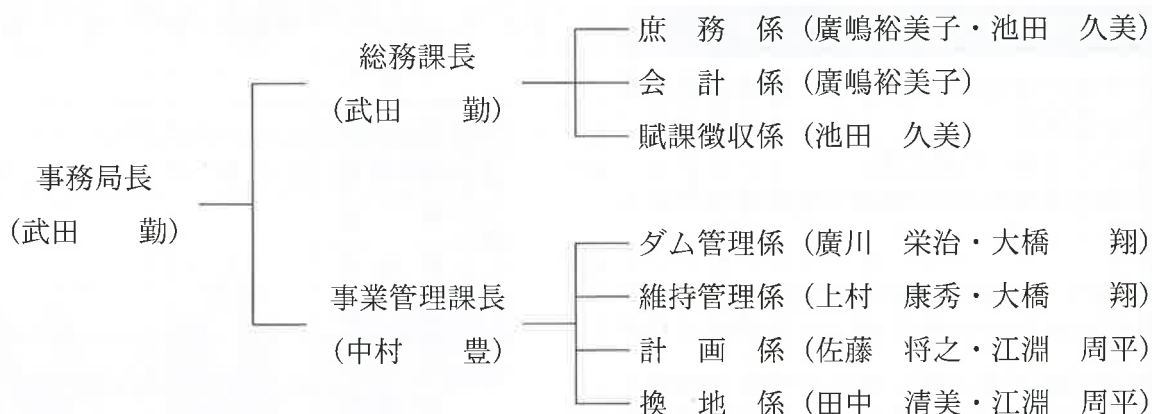 事務局長
(武田　勤)
総務課長
(武田　勤)
庶務係 (廣嶋裕美子・池田　久美)
会計係 (廣嶋裕美子)
賦課徴収係 (池田　久美)
事業管理課長
(中村　豊)
ダム管理係 (廣川　栄治・大橋　翔)
維持管理係 (上村　康秀・大橋　翔)
計画係 (佐藤　将之・江淵　周平)
換地係 (田中　清美・江淵　周平)